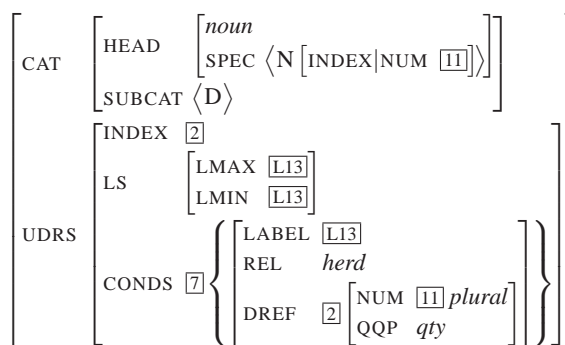 CAT HEAD noun
SPEC ⟨N [INDEX|NUM 11]⟩
SUBCAT ⟨D⟩
UDRS INDEX 2
LS LMAX L13
LMIN L13
CONDS 7 { LABEL L13
REL herd
DREF 2 NUM 11 plural
QQP qty }